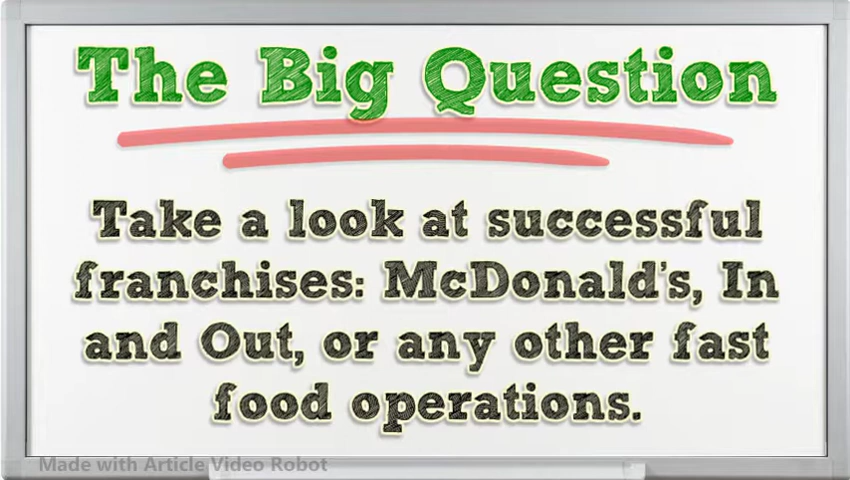 The Big Question
Take a look at successful
franchises: McDonald's, In
and Out, or any other fast
food operations.
Made with Article Video Robot